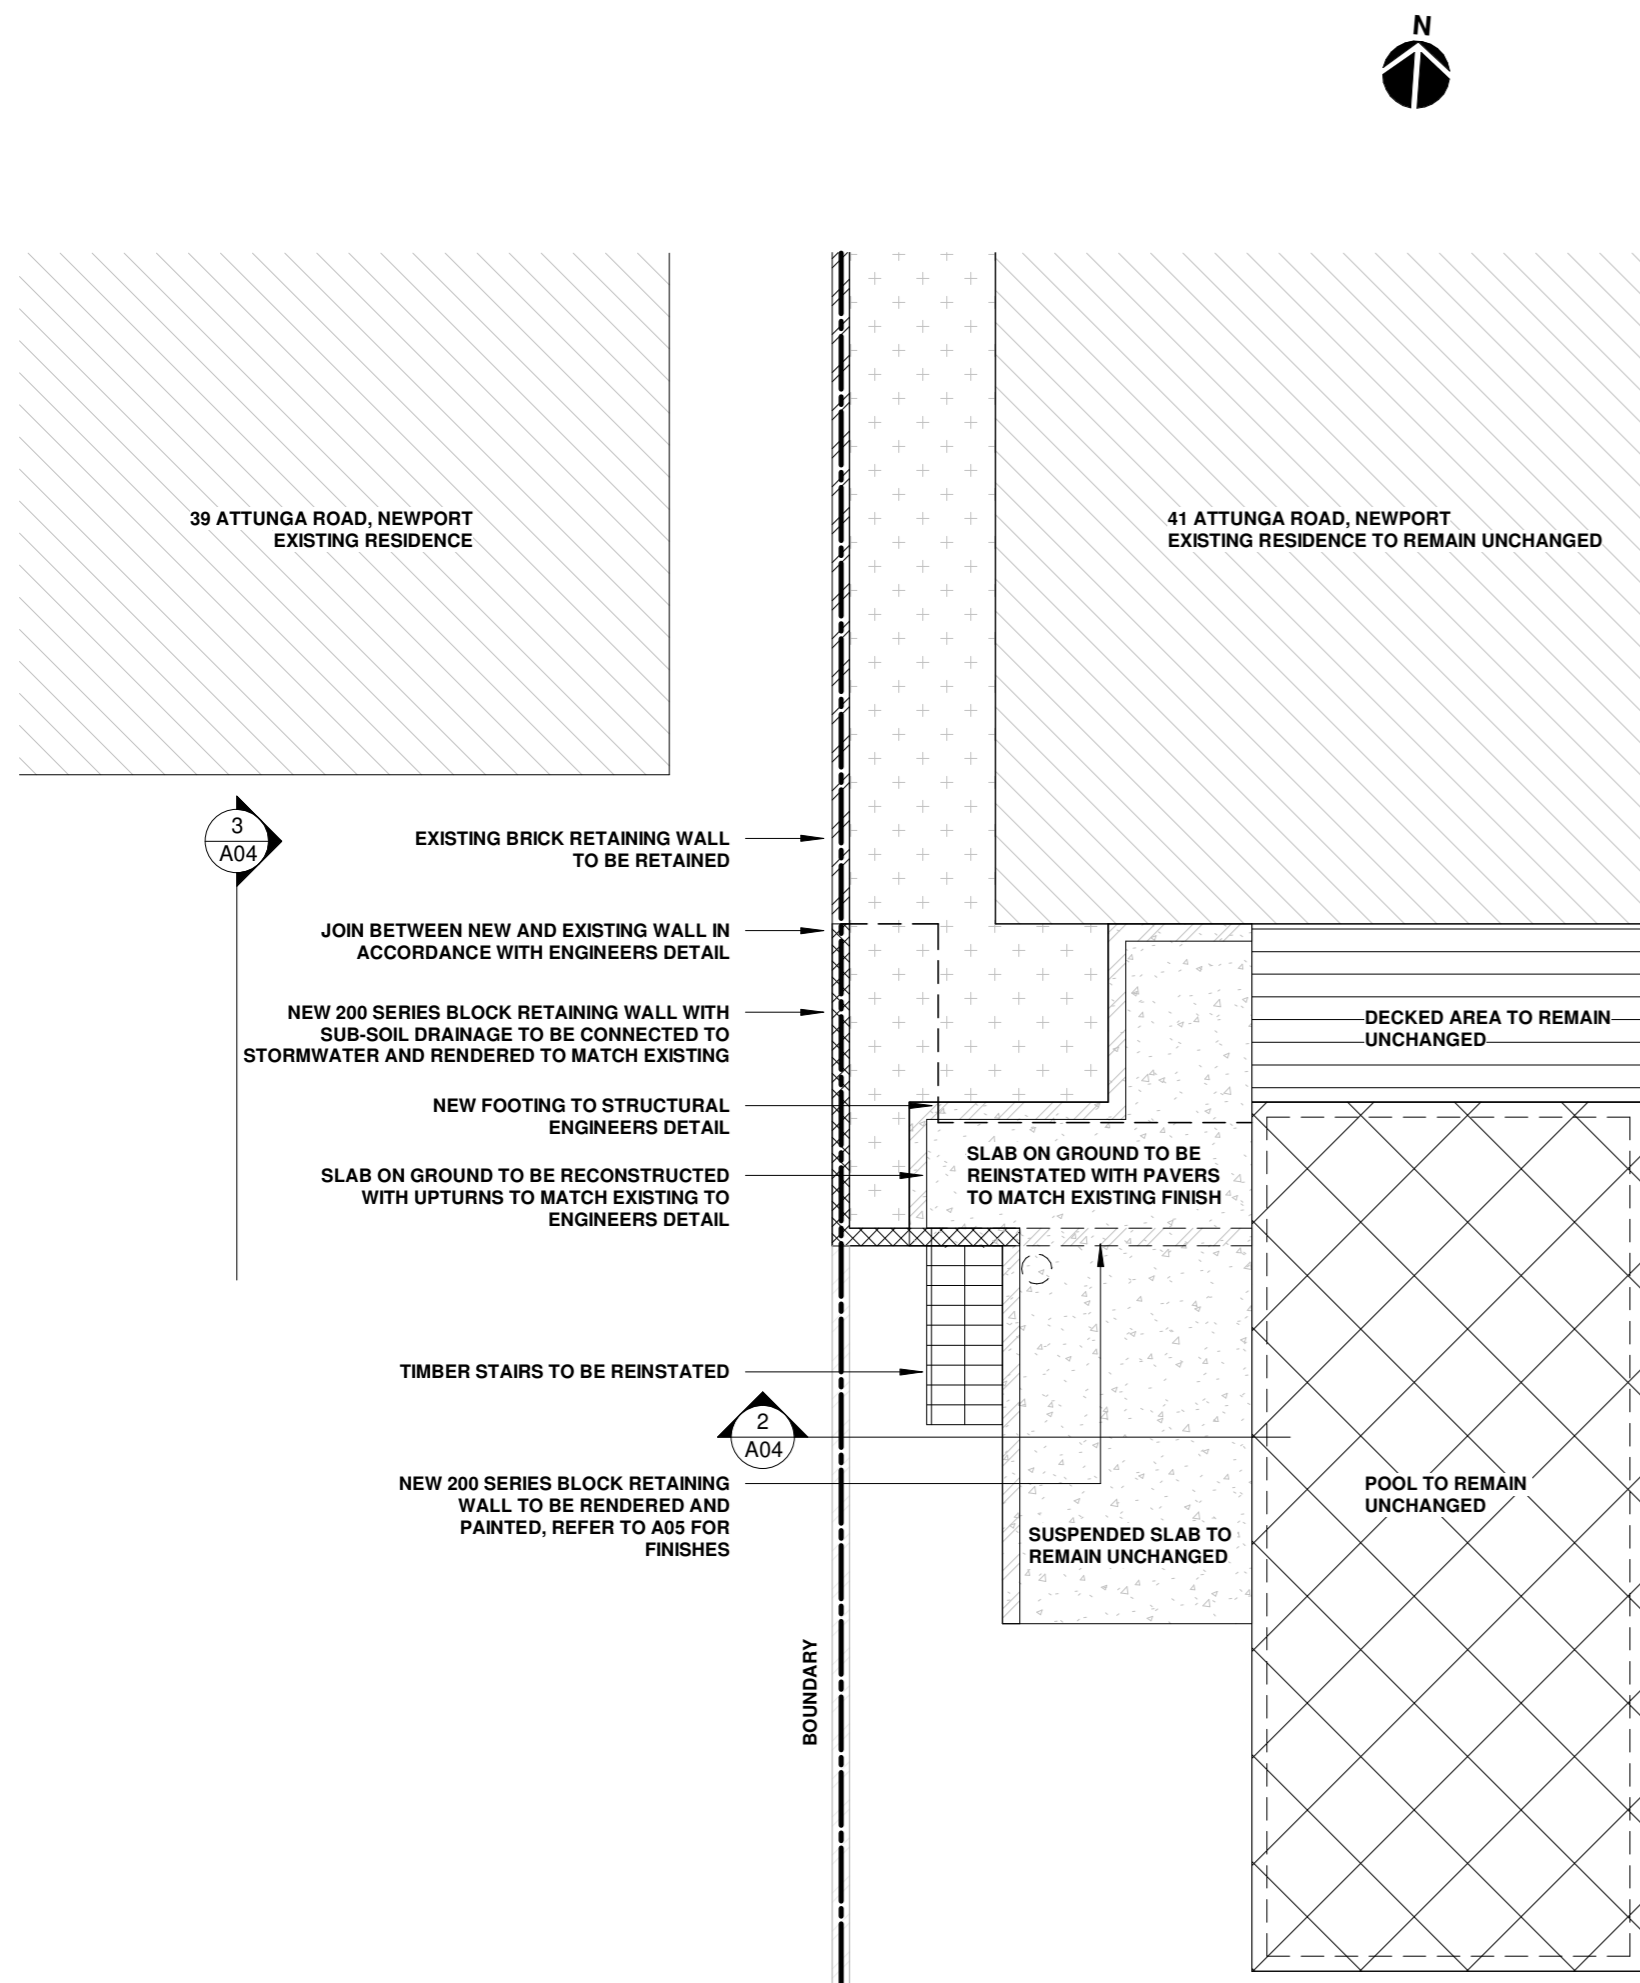 N
39 ATTUNGA ROAD, NEWPORT
EXISTING RESIDENCE
41 ATTUNGA ROAD, NEWPORT
EXISTING RESIDENCE TO REMAIN UNCHANGED
3
A04
EXISTING BRICK RETAINING WALL
TO BE RETAINED
JOIN BETWEEN NEW AND EXISTING WALL IN
ACCORDANCE WITH ENGINEERS DETAIL
NEW 200 SERIES BLOCK RETAINING WALL WITH
SUB-SOIL DRAINAGE TO BE CONNECTED TO
STORMWATER AND RENDERED TO MATCH EXISTING
DECKED AREA TO REMAIN
UNCHANGED
NEW FOOTING TO STRUCTURAL
ENGINEERS DETAIL
SLAB ON GROUND TO BE
REINSTATED WITH PAVERS
TO MATCH EXISTING FINISH
SLAB ON GROUND TO BE RECONSTRUCTED
WITH UPTURNS TO MATCH EXISTING TO
ENGINEERS DETAIL
TIMBER STAIRS TO BE REINSTATED
2
A04
NEW 200 SERIES BLOCK RETAINING
WALL TO BE RENDERED AND
PAINTED, REFER TO A05 FOR
FINISHES
POOL TO REMAIN
UNCHANGED
SUSPENDED SLAB TO
REMAIN UNCHANGED
BOUNDARY